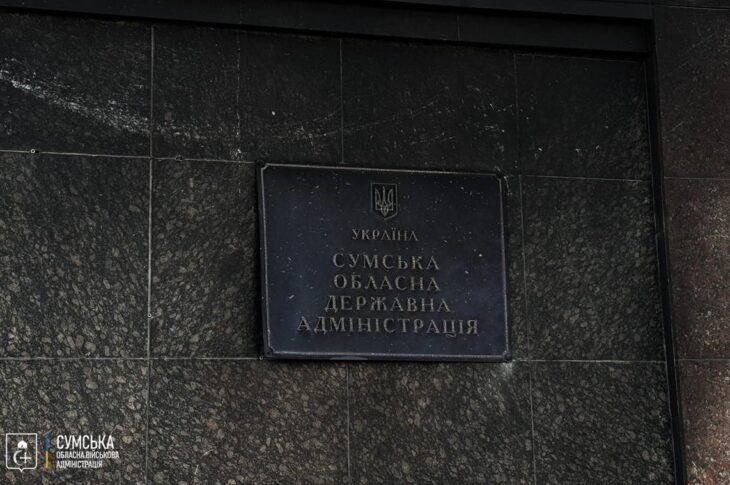 УКРАЇНА
СУМСЬКА
ОБЛАСНА
ДЕРЖАВНА
АДМІНІСТРАЦІЯ
СУМСЬКА
ОБЛАСНА ВІЙСЬКОВА
АДМІНІСТРАЦІЯ